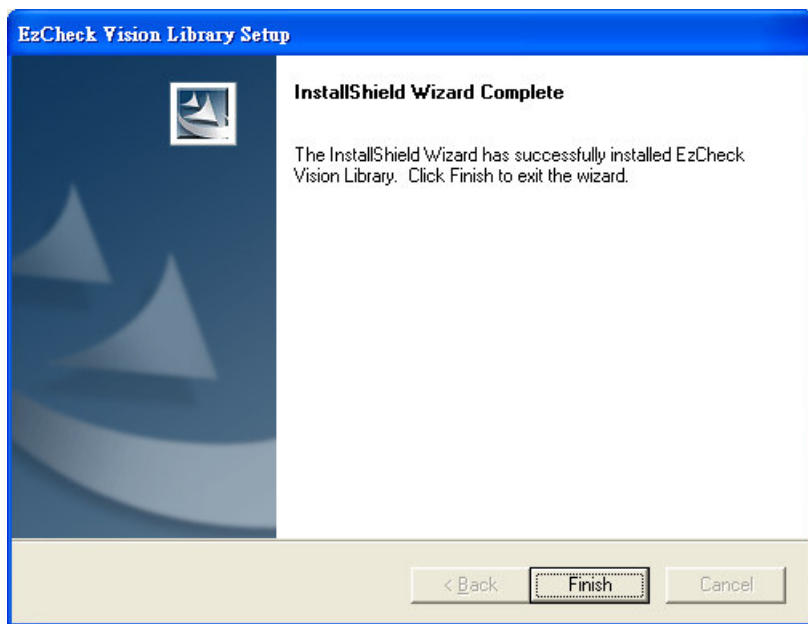 EzCheck Vision Library Setup
InstallShield Wizard Complete
The InstallShield Wizard has successfully installed EzCheck
Vision Library. Click Finish to exit the wizard.
< Back
Finish
Cancel